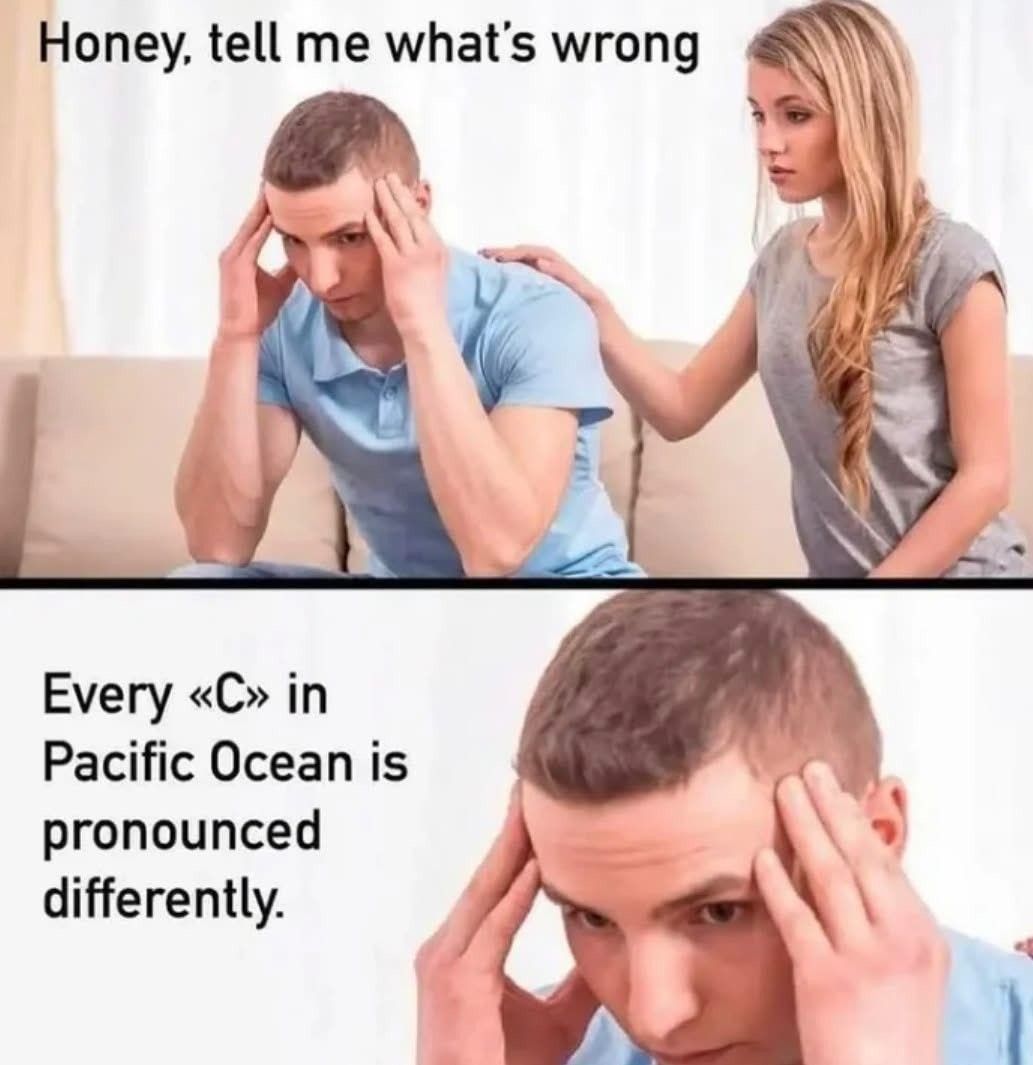 Honey, tell me what's wrong
Every «C» in
Pacific Ocean is
pronounced
differently.